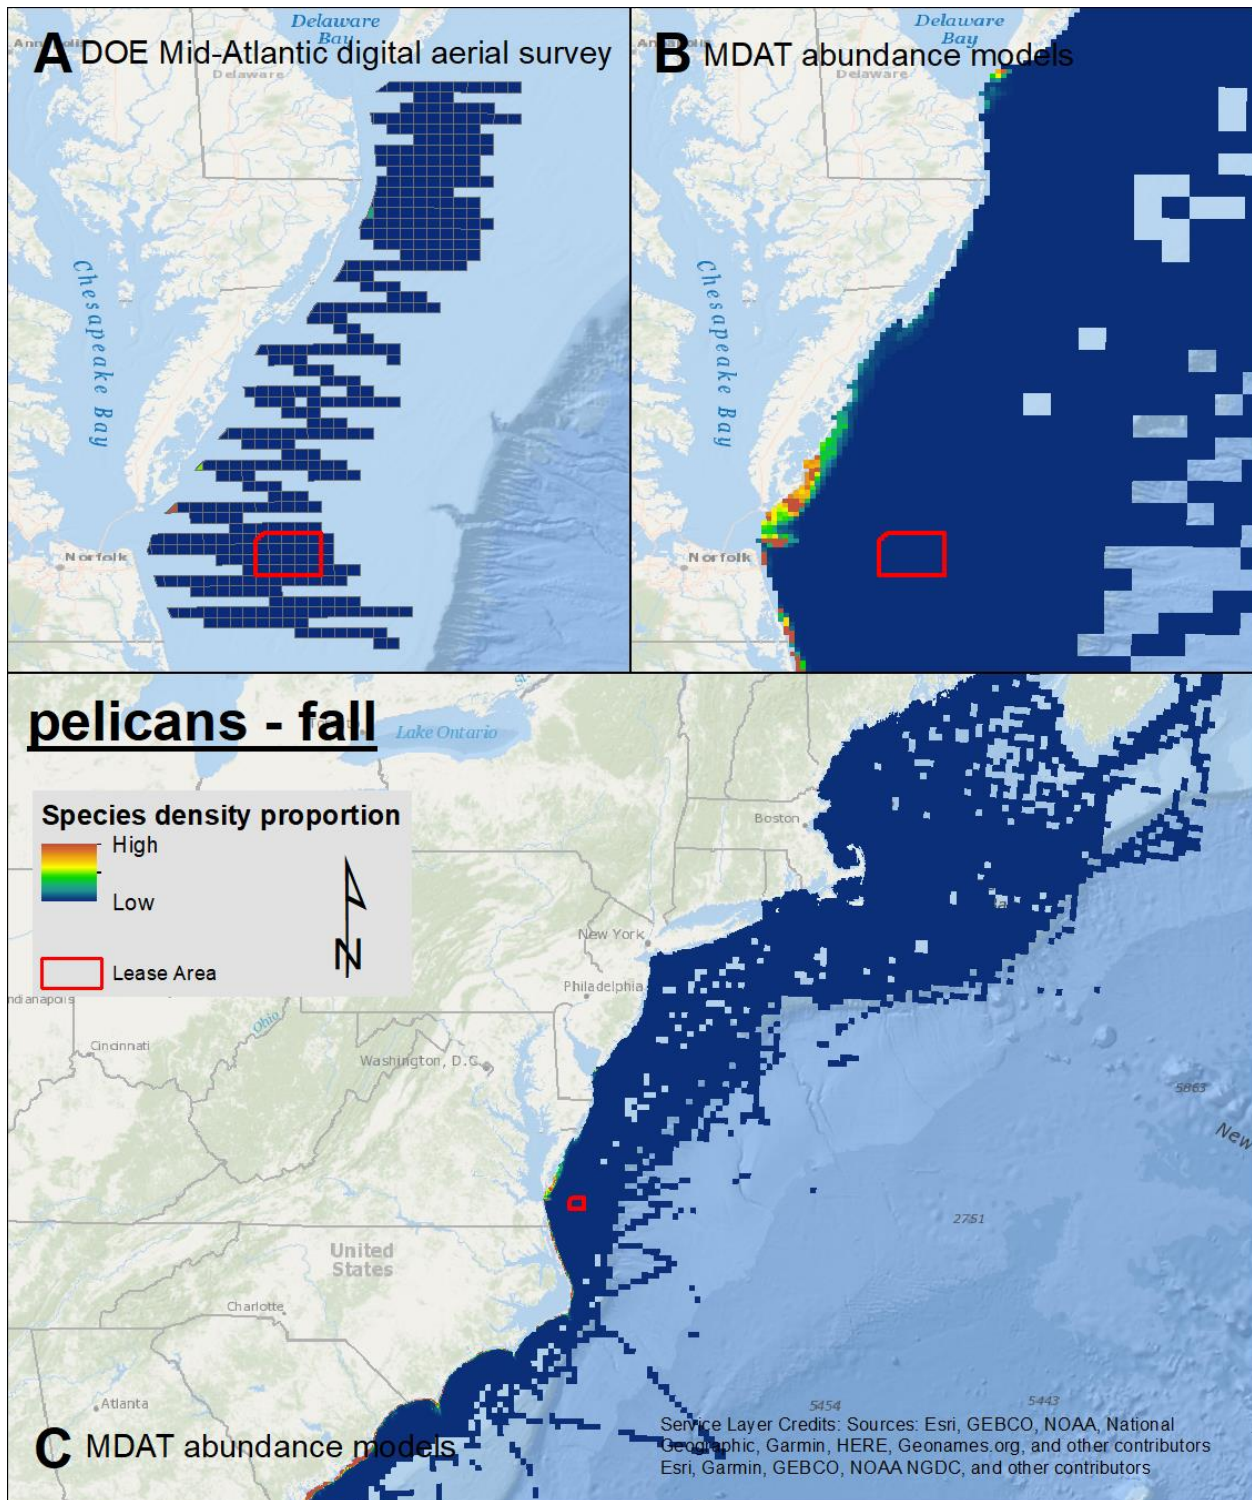 Delaware
Bay
A DOE Mid-Atlantic digital aerial survey
Delaware
Chesapeake Bay
Norfolk
Delaware
Bay
B MDAT abundance models
Delaware
Chesapeake Bay
Norfolk
pelicans - fall
Lake Ontario
Species density proportion
High
Low
N
Lease Area
Boston
New York
Philadelphia
ndianapolis
Ohio
Cincinnati
Washington, D.C.
5863
New
2751
United
States
Charlotte
Atlanta
5454
5443
C MDAT abundance models
Service Layer Credits: Sources: Esri, GEBCO, NOAA, National
Geographic, Garmin, HERE, Geonames.org, and other contributors
Esri, Garmin, GEBCO, NOAA NGDC, and other contributors